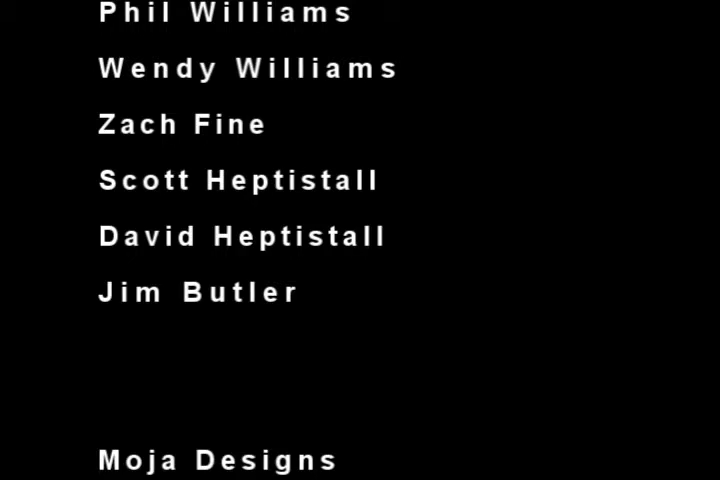 Phil Williams
Wendy Williams
Zach Fine
Scott Heptistall
David Heptistall
Jim Butler
Moja Designs